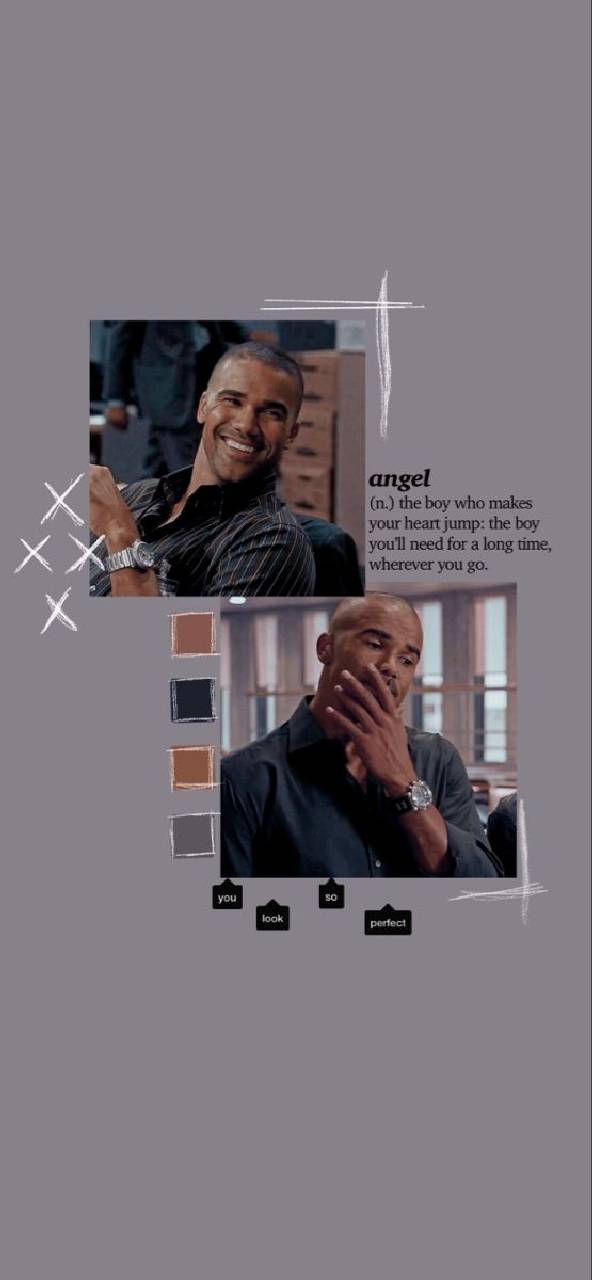 angel
(n.) the boy who makes
your heart jump: the boy
you'll need for a long time,
wherever you go.
you
look
so
perfect